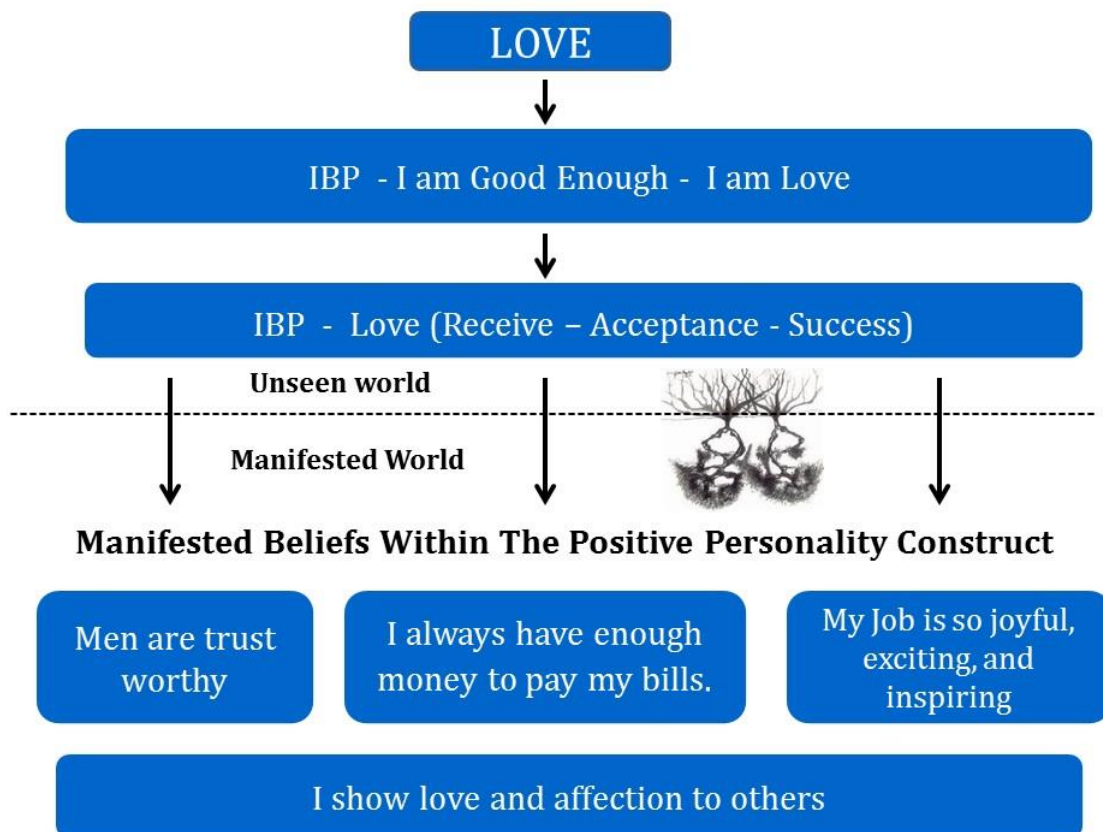 LOVE
IBP - I am Good Enough - I am Love
IBP - Love (Receive – Acceptance - Success)
Unseen world
Manifested World
Manifested Beliefs Within The Positive Personality Construct
Men are trust
worthy
I always have enough
money to pay my bills.
My Job is so joyful,
exciting, and
inspiring
I show love and affection to others